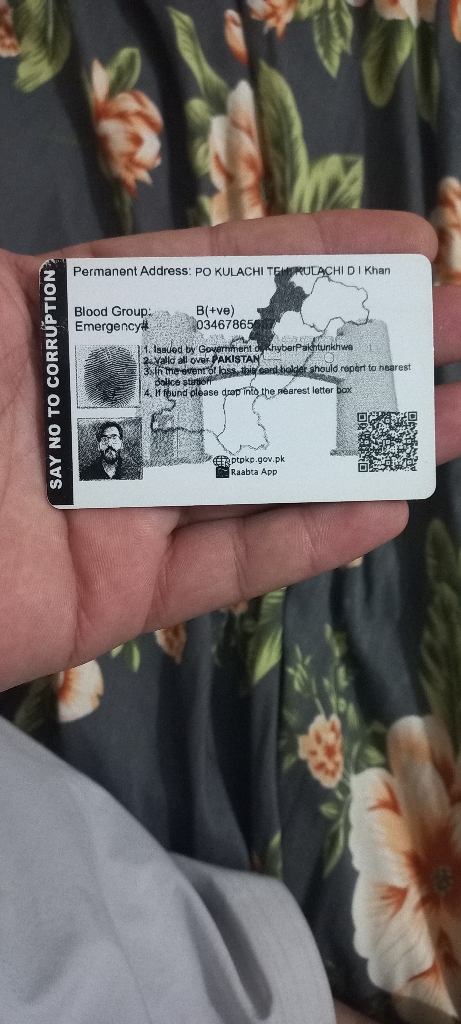 SAY NO TO CORRUPTION
Permanent Address: PO KULACHI TEH, KULACHI D I Khan
Blood Group: B(+ve)
Emergency#
1. Issued by Government of KhyberPakhtunkhwa
2. Valid all over PAKISTAN
3. In the event of loss, this card holder should report to nearest
police station
4. If found please drop into the nearest letter box
ptpkp.gov.pk
Raabta App